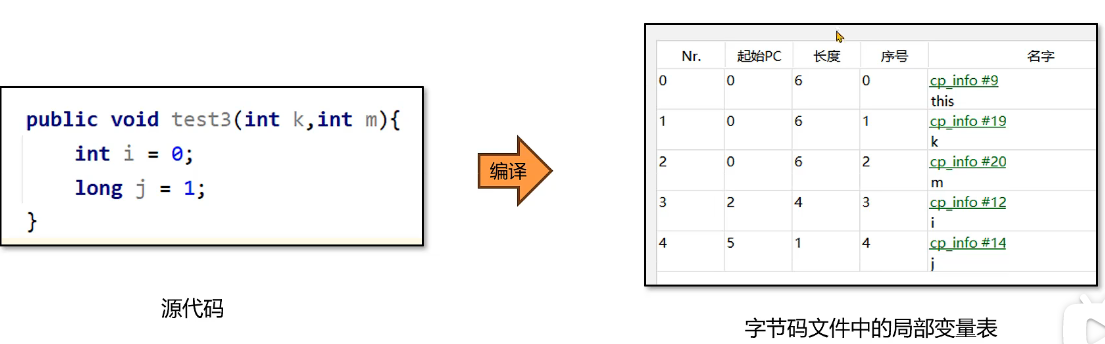 public void test3(int k,int m){
int i = 0;
long j = 1;
}
源代码
编译
Nr. 起始PC 长度 序号 名字
0 0 6 0 cp_info #9
this
1 0 6 1 cp_info #19
k
2 0 6 2 cp_info #20
m
3 2 4 3 cp_info #12
i
4 5 1 4 cp_info #14
j
字节码文件中的局部变量表